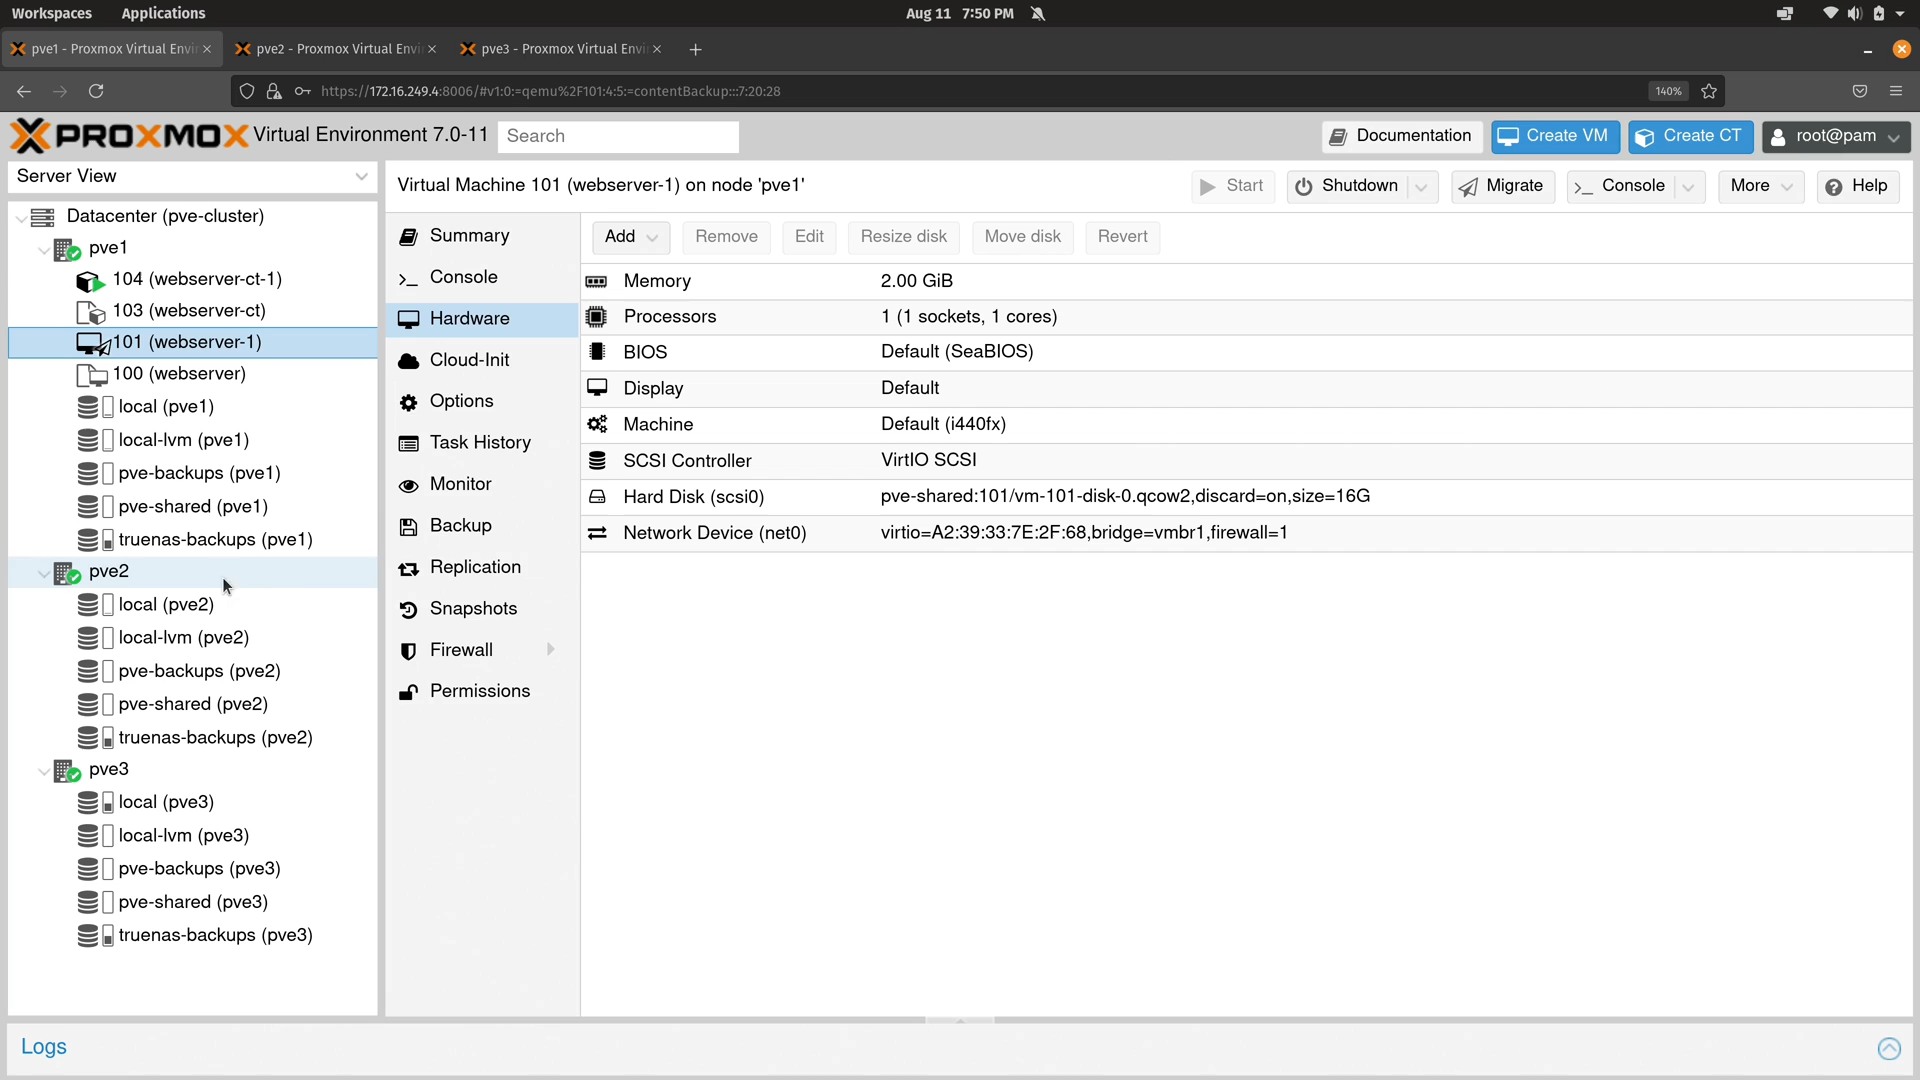 Workspaces Applications Aug 11 7:50 PM
pve1 - Proxmox Virtual Envi
pve2 - Proxmox Virtual Envi
pve3 - Proxmox Virtual Envi
https://172.16.249.4:8006/#v1:0:=qemu%2F101:4:5:=contentBackup:::7:20:28 140%
PROXMOX Virtual Environment 7.0-11 Search Documentation Create VM Create CT root@pam
Server View
Datacenter (pve-cluster)
pve1
104 (webserver-ct-1)
103 (webserver-ct)
101 (webserver-1)
100 (webserver)
local (pve1)
local-lvm (pve1)
pve-backups (pve1)
pve-shared (pve1)
truenas-backups (pve1)
pve2
local (pve2)
local-lvm (pve2)
pve-backups (pve2)
pve-shared (pve2)
truenas-backups (pve2)
pve3
local (pve3)
local-lvm (pve3)
pve-backups (pve3)
pve-shared (pve3)
truenas-backups (pve3)
Virtual Machine 101 (webserver-1) on node 'pve1' Start Shutdown Migrate Console More Help
Summary
Console
Hardware
Cloud-Init
Options
Task History
Monitor
Backup
Replication
Snapshots
Firewall
Permissions
Add Remove Edit Resize disk Move disk Revert
Memory 2.00 GiB
Processors 1 (1 sockets, 1 cores)
BIOS Default (SeaBIOS)
Display Default
Machine Default (i440fx)
SCSI Controller VirtIO SCSI
Hard Disk (scsi0) pve-shared:101/vm-101-disk-0.qcow2,discard=on,size=16G
Network Device (net0) virtio=A2:39:33:7E:2F:68,bridge=vmbr1,firewall=1
Logs